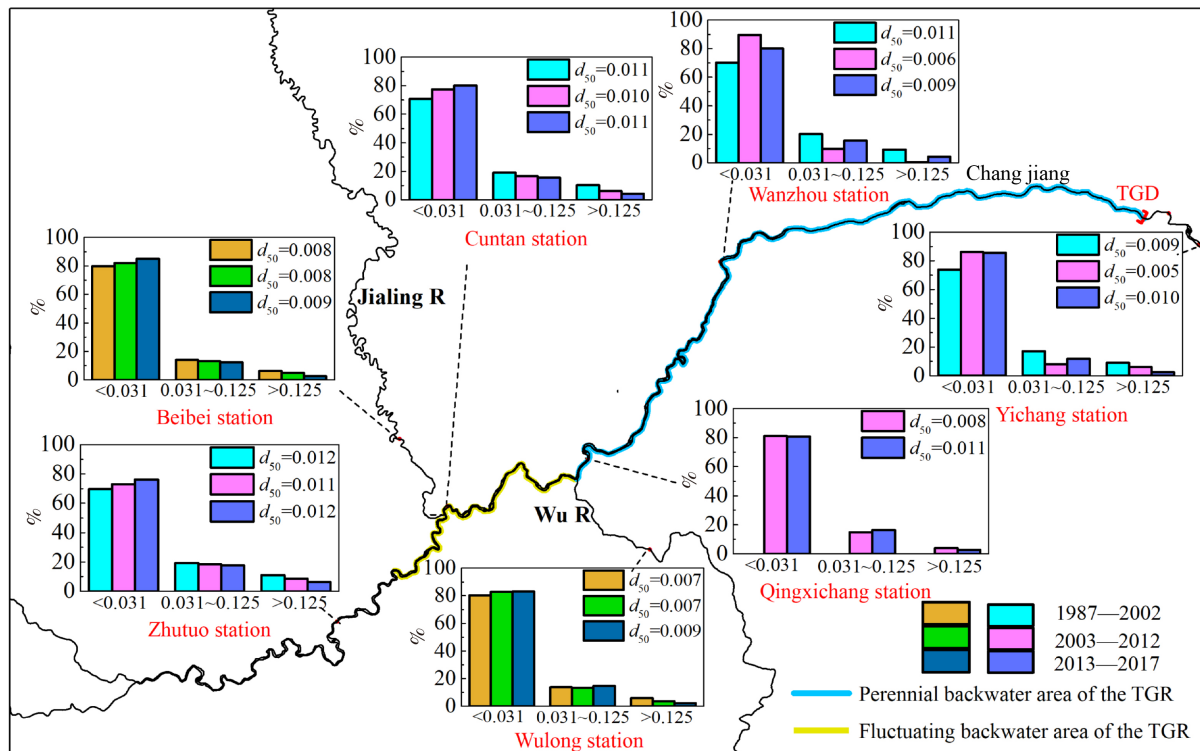 100
80
60
40
20
0
%
d50=0.011
d50=0.010
d50=0.011
<0.031
0.031~0.125
>0.125
Cuntan station
100
80
60
40
20
0
%
d50=0.011
d50=0.006
d50=0.009
<0.031
0.031~0.125
>0.125
Wanzhou station
Chang jiang
TGD
100
80
60
40
20
0
%
d50=0.008
d50=0.008
d50=0.009
<0.031
0.031~0.125
>0.125
Beibei station
Jialing R
100
80
60
40
20
0
%
d50=0.009
d50=0.005
d50=0.010
<0.031
0.031~0.125
>0.125
Yichang station
100
80
60
40
20
0
%
d50=0.012
d50=0.011
d50=0.012
<0.031
0.031~0.125
>0.125
Zhutuo station
Wu R
100
80
60
40
20
0
%
d50=0.008
d50=0.011
<0.031
0.031~0.125
>0.125
Qingxichang station
100
80
60
40
20
0
%
d50=0.007
d50=0.007
d50=0.009
<0.031
0.031~0.125
>0.125
Wulong station
1987—2002
2003—2012
2013—2017
Perennial backwater area of the TGR
Fluctuating backwater area of the TGR